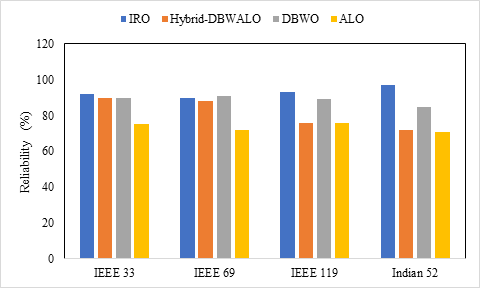 IRO Hybrid-DBWALO DBWO ALO
120
100
80
60
40
20
0
Reliability (%)
IEEE 33 IEEE 69 IEEE 119 Indian 52